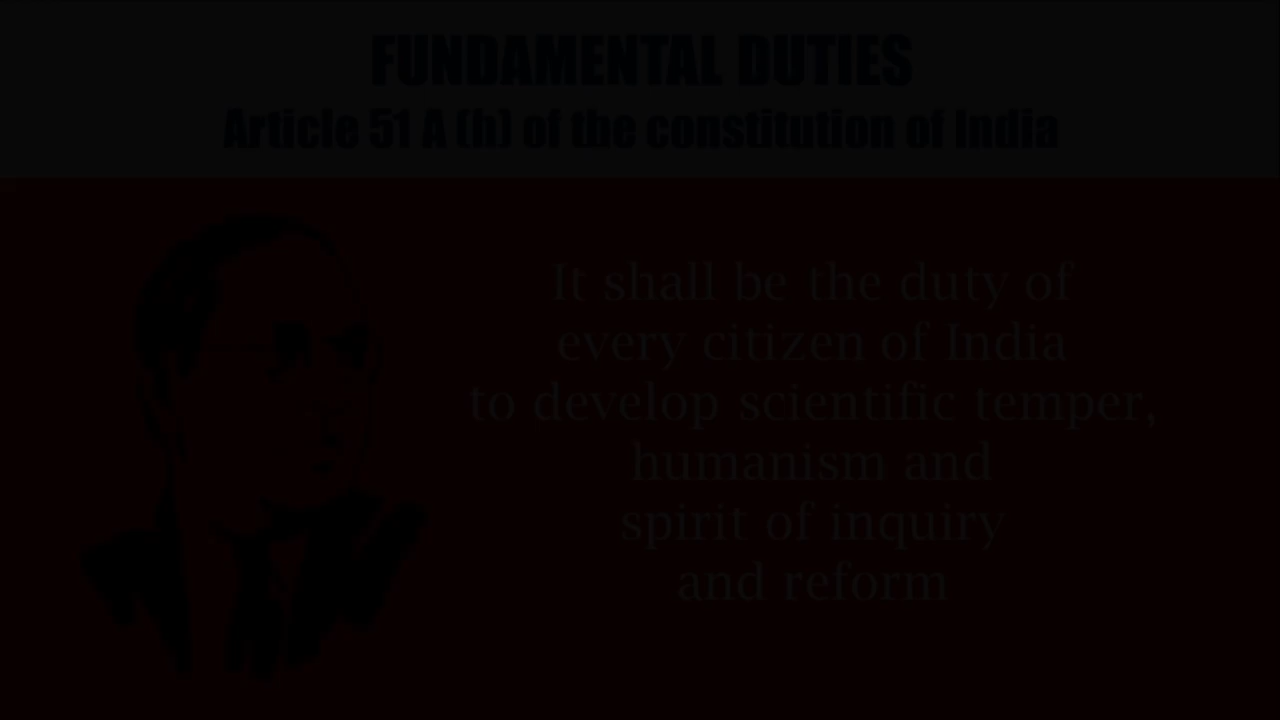 FUNDAMENTAL DUTIES
Article 51 A (h) of the constitution of India
It shall be the duty of
every citizen of India
to develop scientific temper,
humanism and
spirit of inquiry
and reform